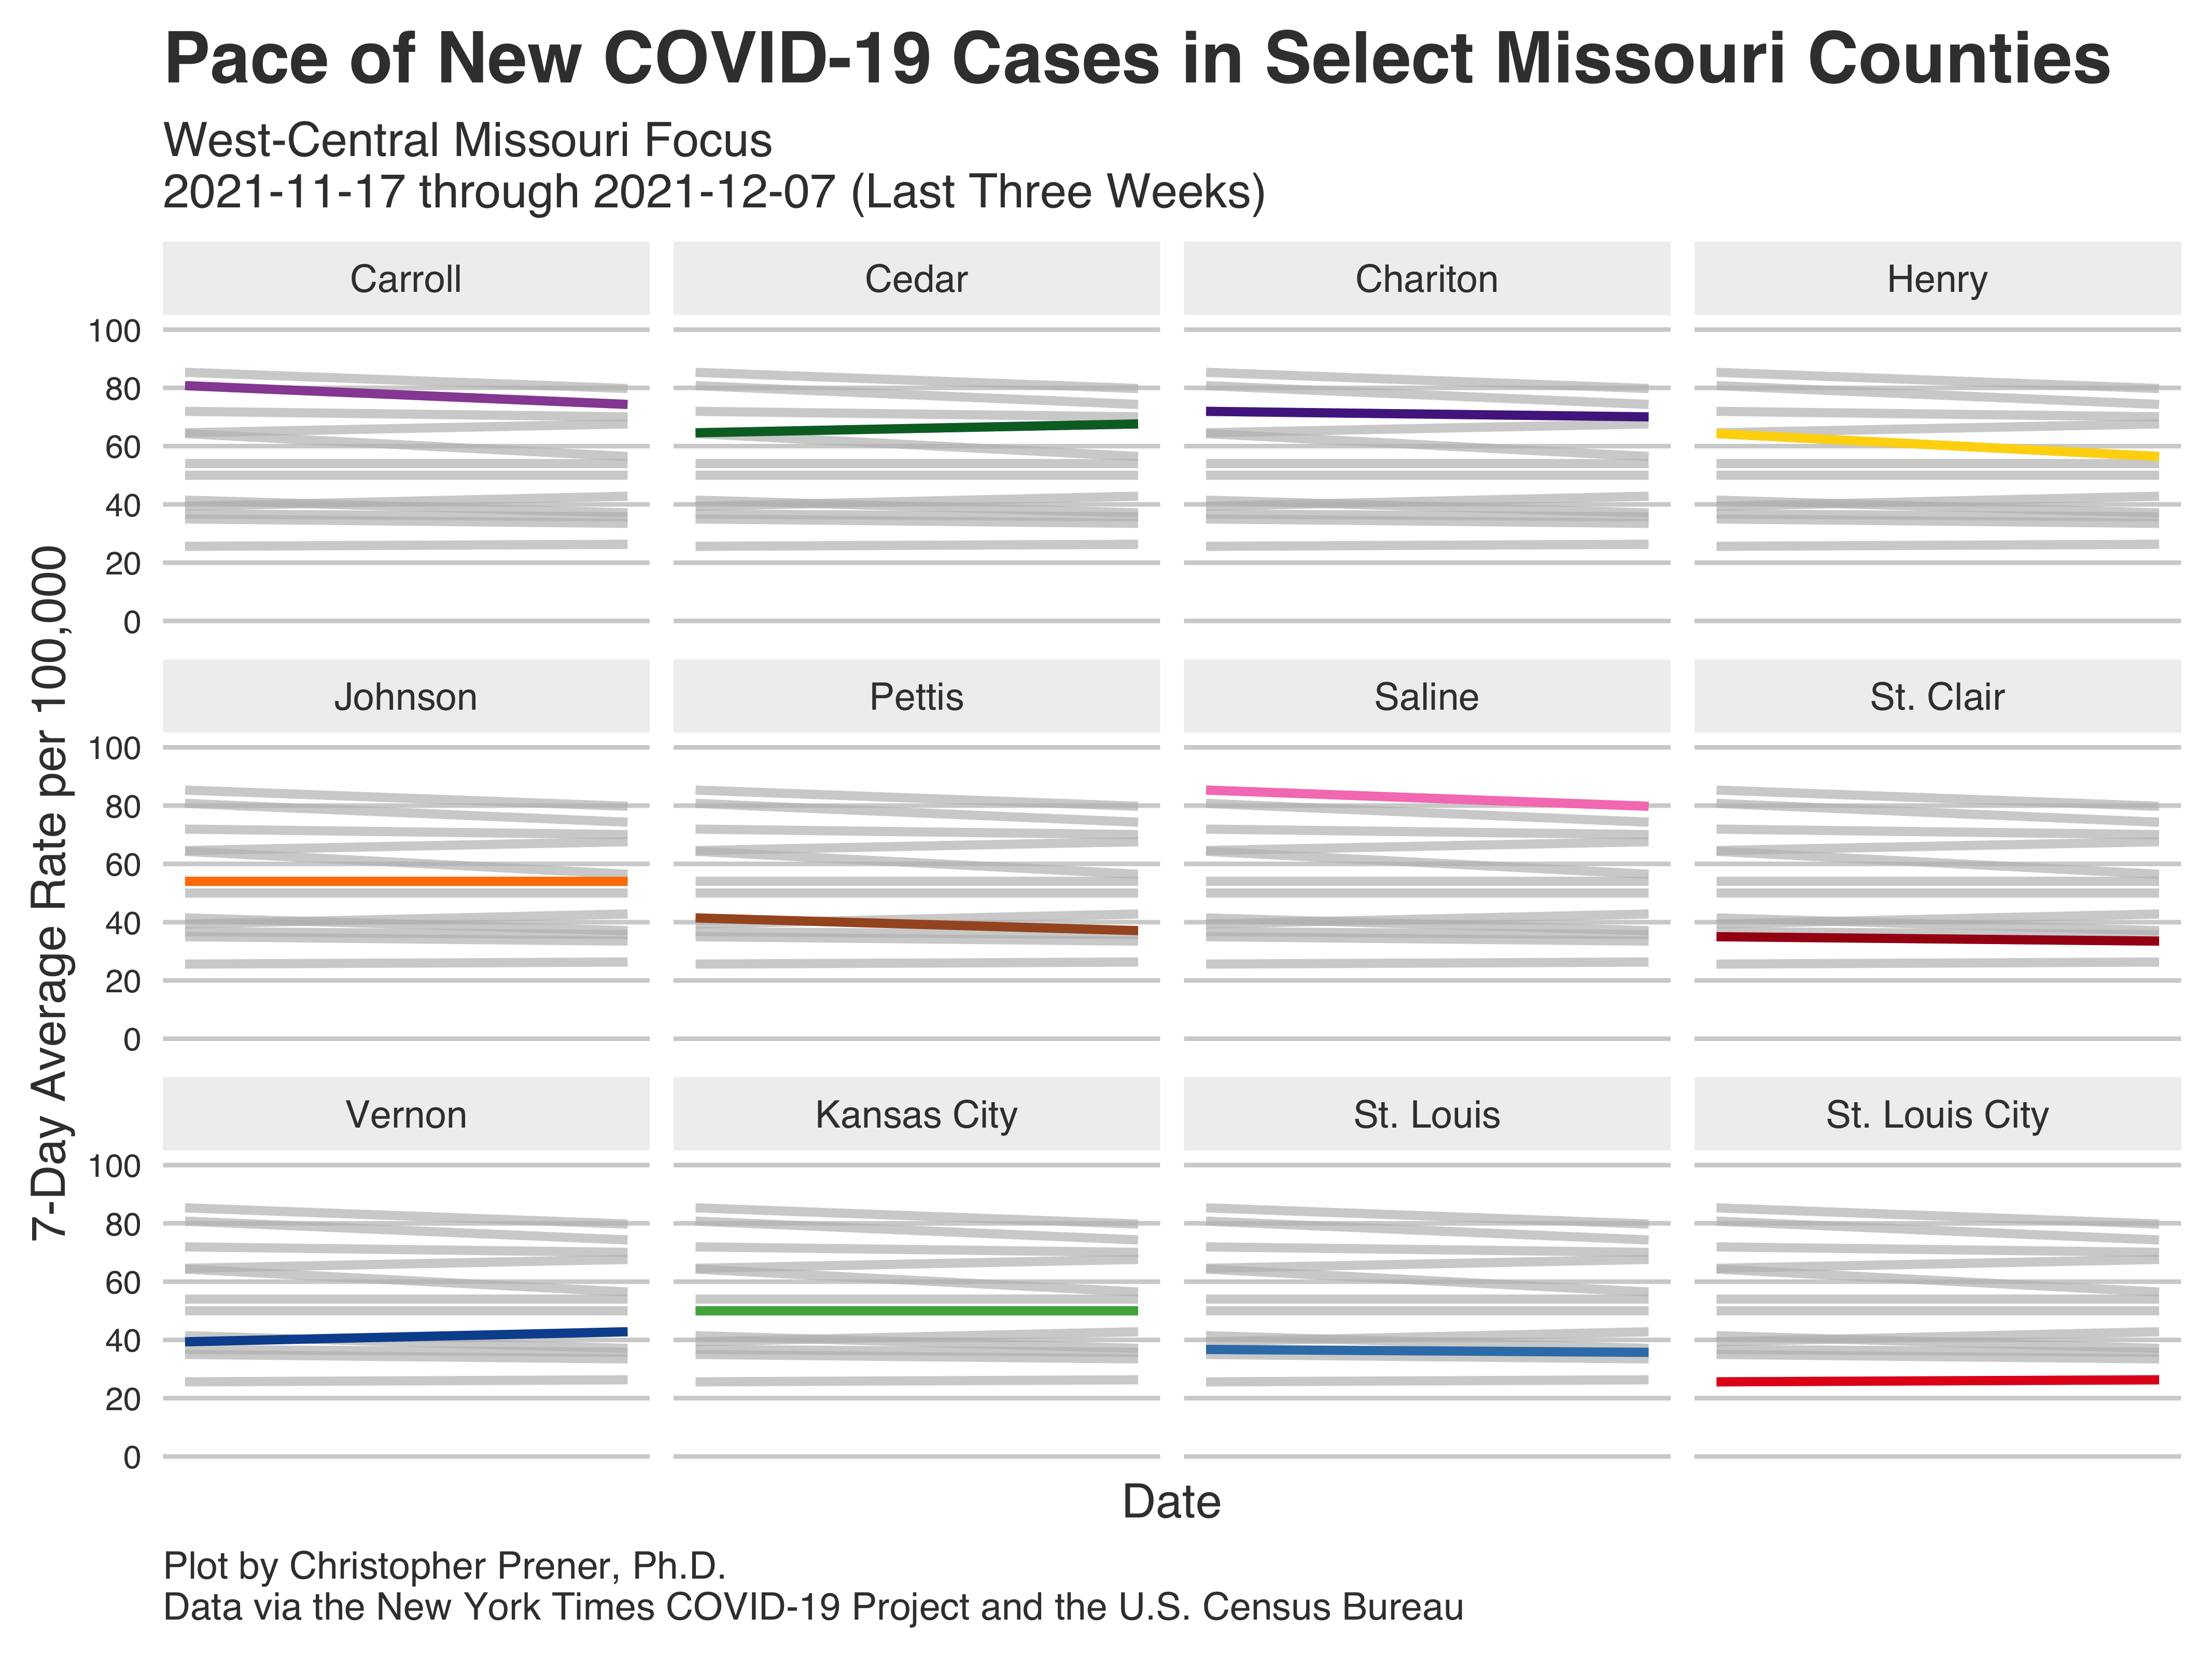 Pace of New COVID-19 Cases in Select Missouri Counties
West-Central Missouri Focus
2021-11-17 through 2021-12-07 (Last Three Weeks)
7-Day Average Rate per 100,000
Carroll
Cedar
Chariton
Henry
100
80
60
40
20
0
Johnson
Pettis
Saline
St. Clair
100
80
60
40
20
0
Vernon
Kansas City
St. Louis
St. Louis City
100
80
60
40
20
0
Date
Plot by Christopher Prener, Ph.D.
Data via the New York Times COVID-19 Project and the U.S. Census Bureau